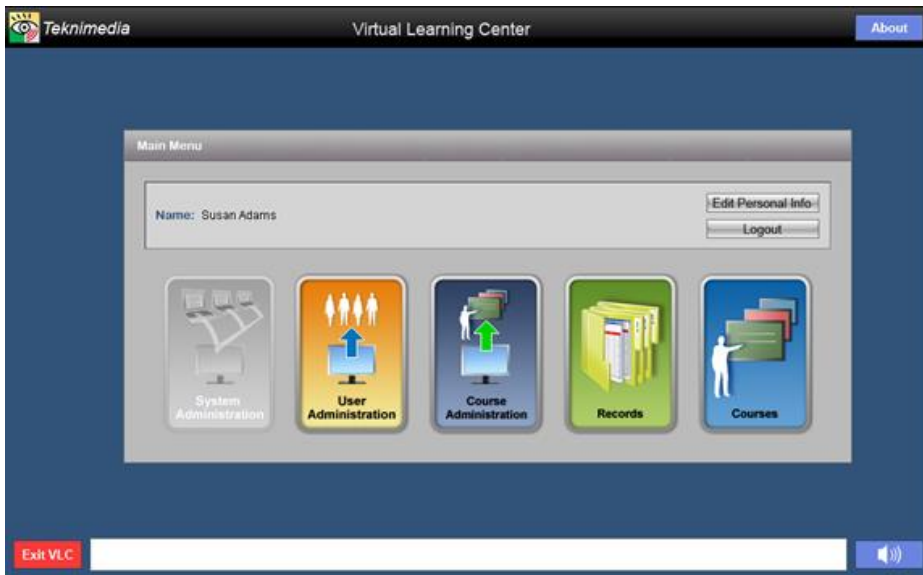 Teknimedia
Virtual Learning Center
About
Main Menu
Name: Susan Adams
Edit Personal Info
Logout
System
Administration
User
Administration
Course
Administration
Records
Courses
Exit VLC